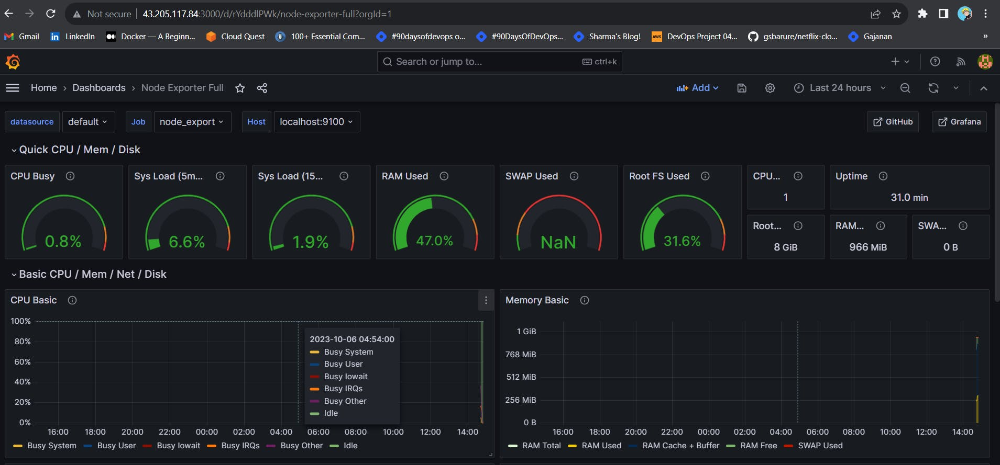 Not secure | 43.205.117.84:3000/d/rYdddlPWk/node-exporter-full?orgId=1
Gmail LinkedIn Docker — A Beginn... Cloud Quest 100+ Essential Com... #90daysofdevops o... #90DaysOfDevOps... Sharma's Blog! DevOps Project 04... gsbarure/netflix-clo... Gajanan »
Search or jump to... ctrl+k
Home › Dashboards › Node Exporter Full Add Last 24 hours
datasource default Job node_export Host localhost:9100 GitHub Grafana
Quick CPU / Mem / Disk
CPU Busy Sys Load (5m... Sys Load (15... RAM Used SWAP Used Root FS Used CPU... Uptime
1 31.0 min
Root... RAM... SWA...
0.8% 6.6% 1.9% 47.0% NaN 31.6% 8 GiB 966 MiB 0 B
Basic CPU / Mem / Net / Disk
CPU Basic
100%
80%
60%
40%
20%
0%
16:00 18:00 20:00 22:00 00:00 02:00 04:00 06:00 08:00 10:00 12:00 14:00
Busy System Busy User Busy Iowait Busy IRQs Busy Other Idle
2023-10-06 04:54:00
Busy System
Busy User
Busy Iowait
Busy IRQs
Busy Other
Idle
Memory Basic
1 GiB
768 MiB
512 MiB
256 MiB
0 B
16:00 18:00 20:00 22:00 00:00 02:00 04:00 06:00 08:00 10:00 12:00 14:00
RAM Total RAM Used RAM Cache + Buffer RAM Free SWAP Used